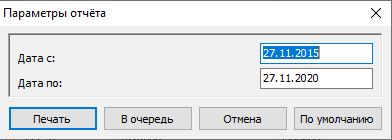 Параметры отчёта
Дата с: 27.11.2015
Дата по: 27.11.2020
Печать В очередь Отмена По умолчанию